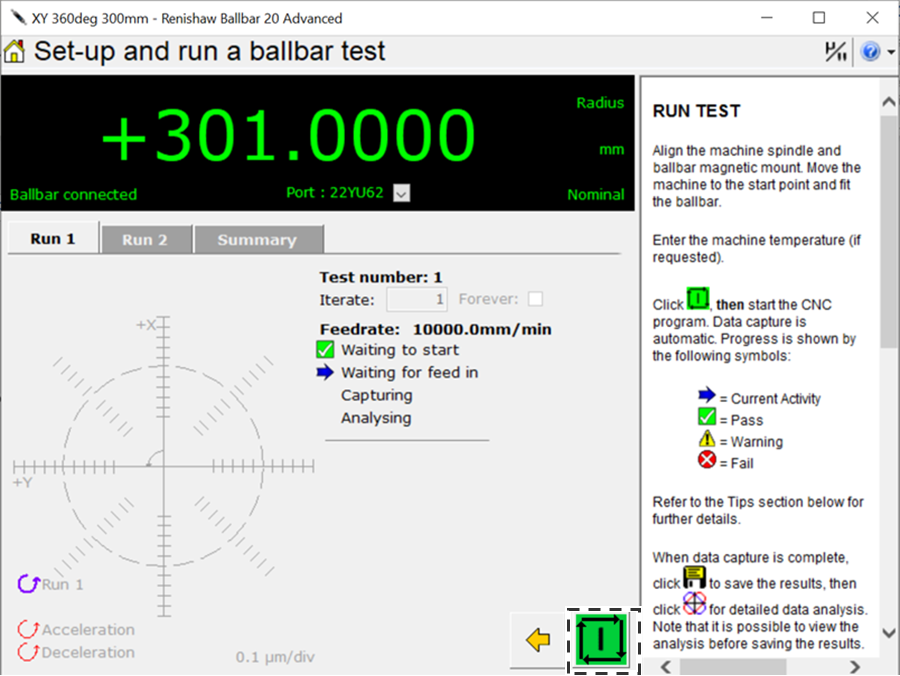 XY 360deg 300mm - Renishaw Ballbar 20 Advanced
Set-up and run a ballbar test
Radius
+301.0000
mm
Ballbar connected
Port : 22YU62
Nominal
Run 1
Run 2
Summary
Test number: 1
Iterate:
1
Forever:
Feedrate: 10000.0mm/min
Waiting to start
Waiting for feed in
Capturing
Analysing
+X
+Y
Run 1
Acceleration
Deceleration
0.1 µm/div
RUN TEST
Align the machine spindle and
ballbar magnetic mount. Move the
machine to the start point and fit
the ballbar.
Enter the machine temperature (if
requested).
Click , then start the CNC
program. Data capture is
automatic. Progress is shown by
the following symbols:
= Current Activity
= Pass
= Warning
= Fail
Refer to the Tips section below for
further details.
When data capture is complete,
click to save the results, then
click for detailed data analysis.
Note that it is possible to view the
analysis before saving the results.